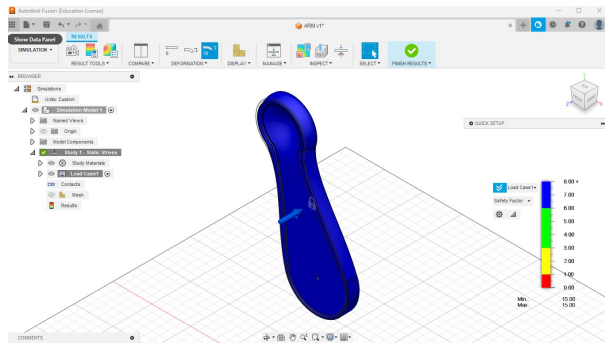 Autodesk Fusion (Education License)
ARM v1*
Show Data Panel
RESULTS
SIMULATION
RESULT TOOLS
COMPARE
DEFORMATION
DISPLAY
MANAGE
INSPECT
SELECT
FINISH RESULTS
BROWSER
Simulations
Units: Custom
Simulation Model 1
Named Views
Origin
Model Components
Study 1 - Static Stress
Study Materials
Load Case1
Contacts
Mesh
Results
QUICK SETUP
Z
Load Case1
Safety Factor
8.00 +
7.00
6.00
5.00
4.00
3.00
2.00
1.00
0.00
Min. 15.00
Max. 15.00
COMMENTS